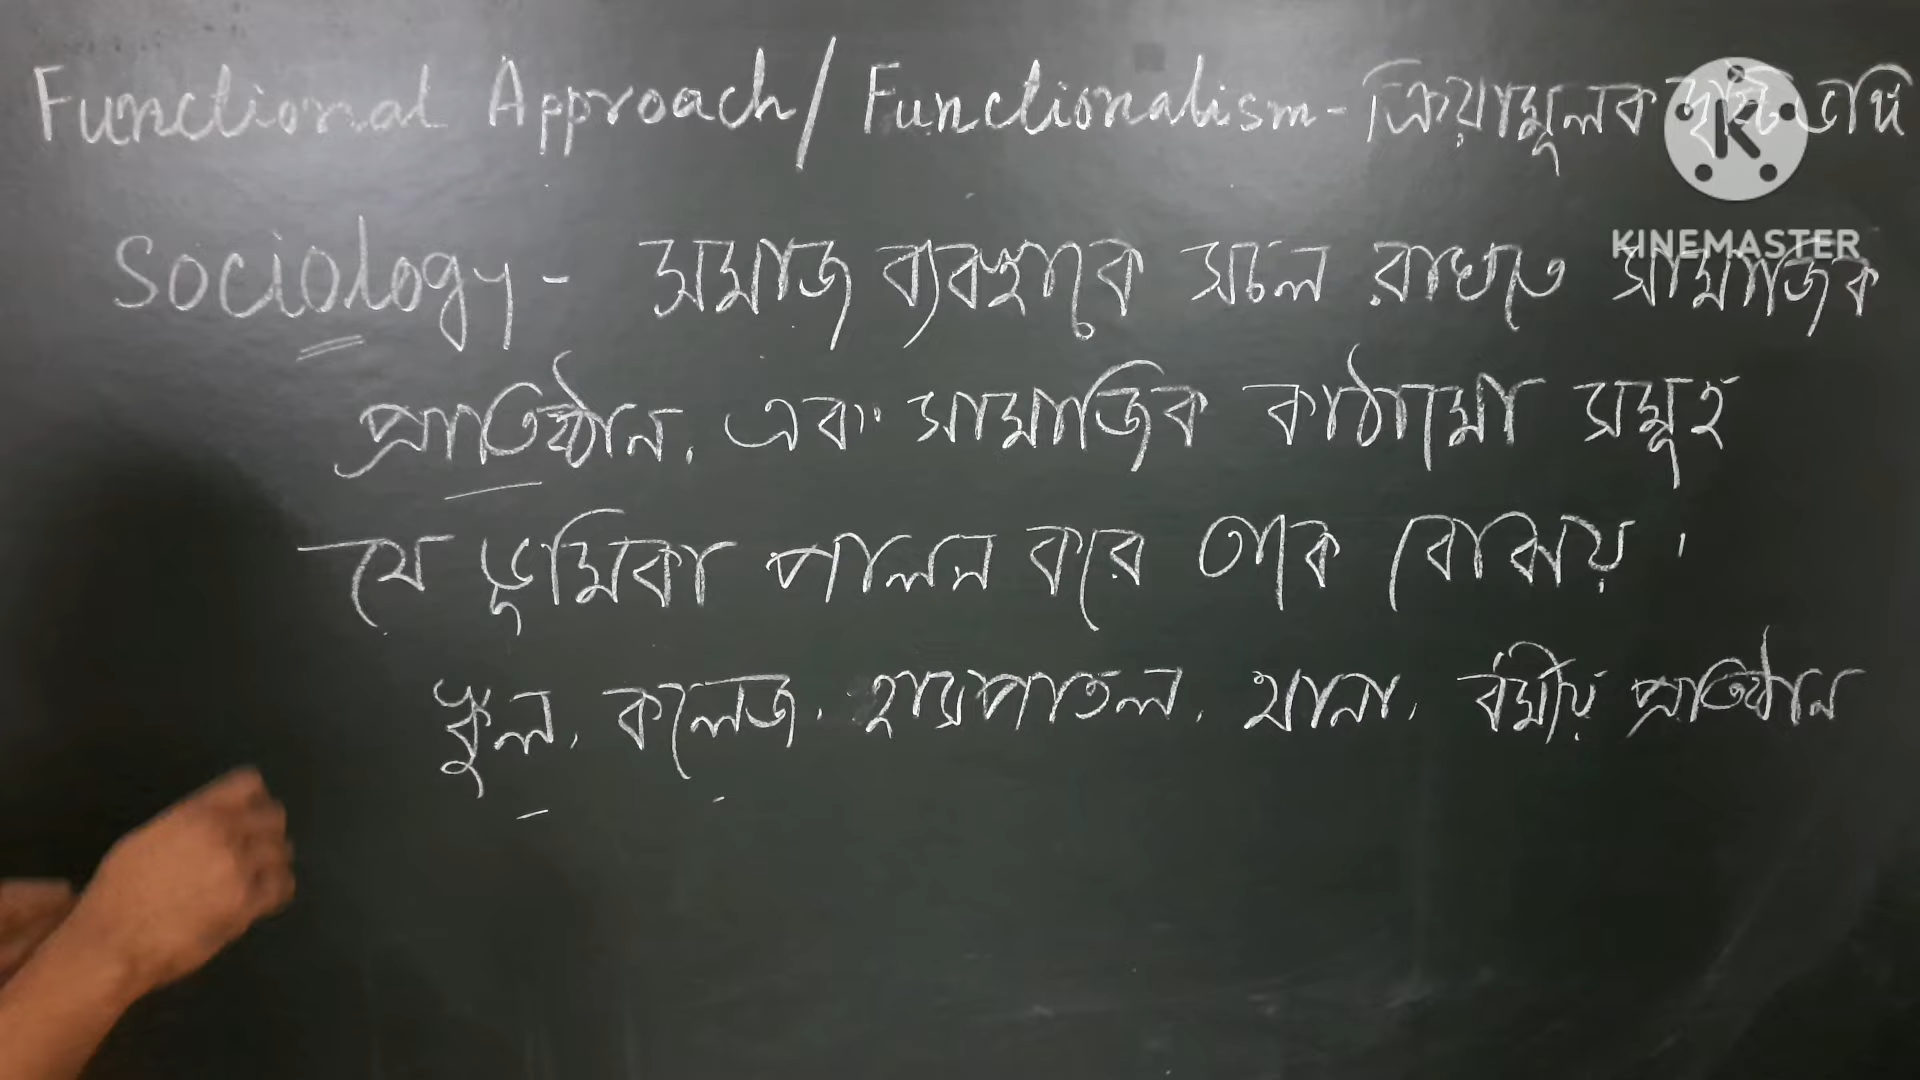 Functional Approach/Functionalism - ক্রিয়ামূলক দৃষ্টিভঙ্গি
KINEMASTER
Sociology - সমাজ ব্যবস্থাকে সচল রাখতে সামাজিক
প্রতিষ্ঠান, এবং সামাজিক কাঠামো সমূহ
যে ভূমিকা পালন করে তাকে বোঝায়।
স্কুল, কলেজ, হাসপাতাল, থানা, ধর্মীয় প্রতিষ্ঠান